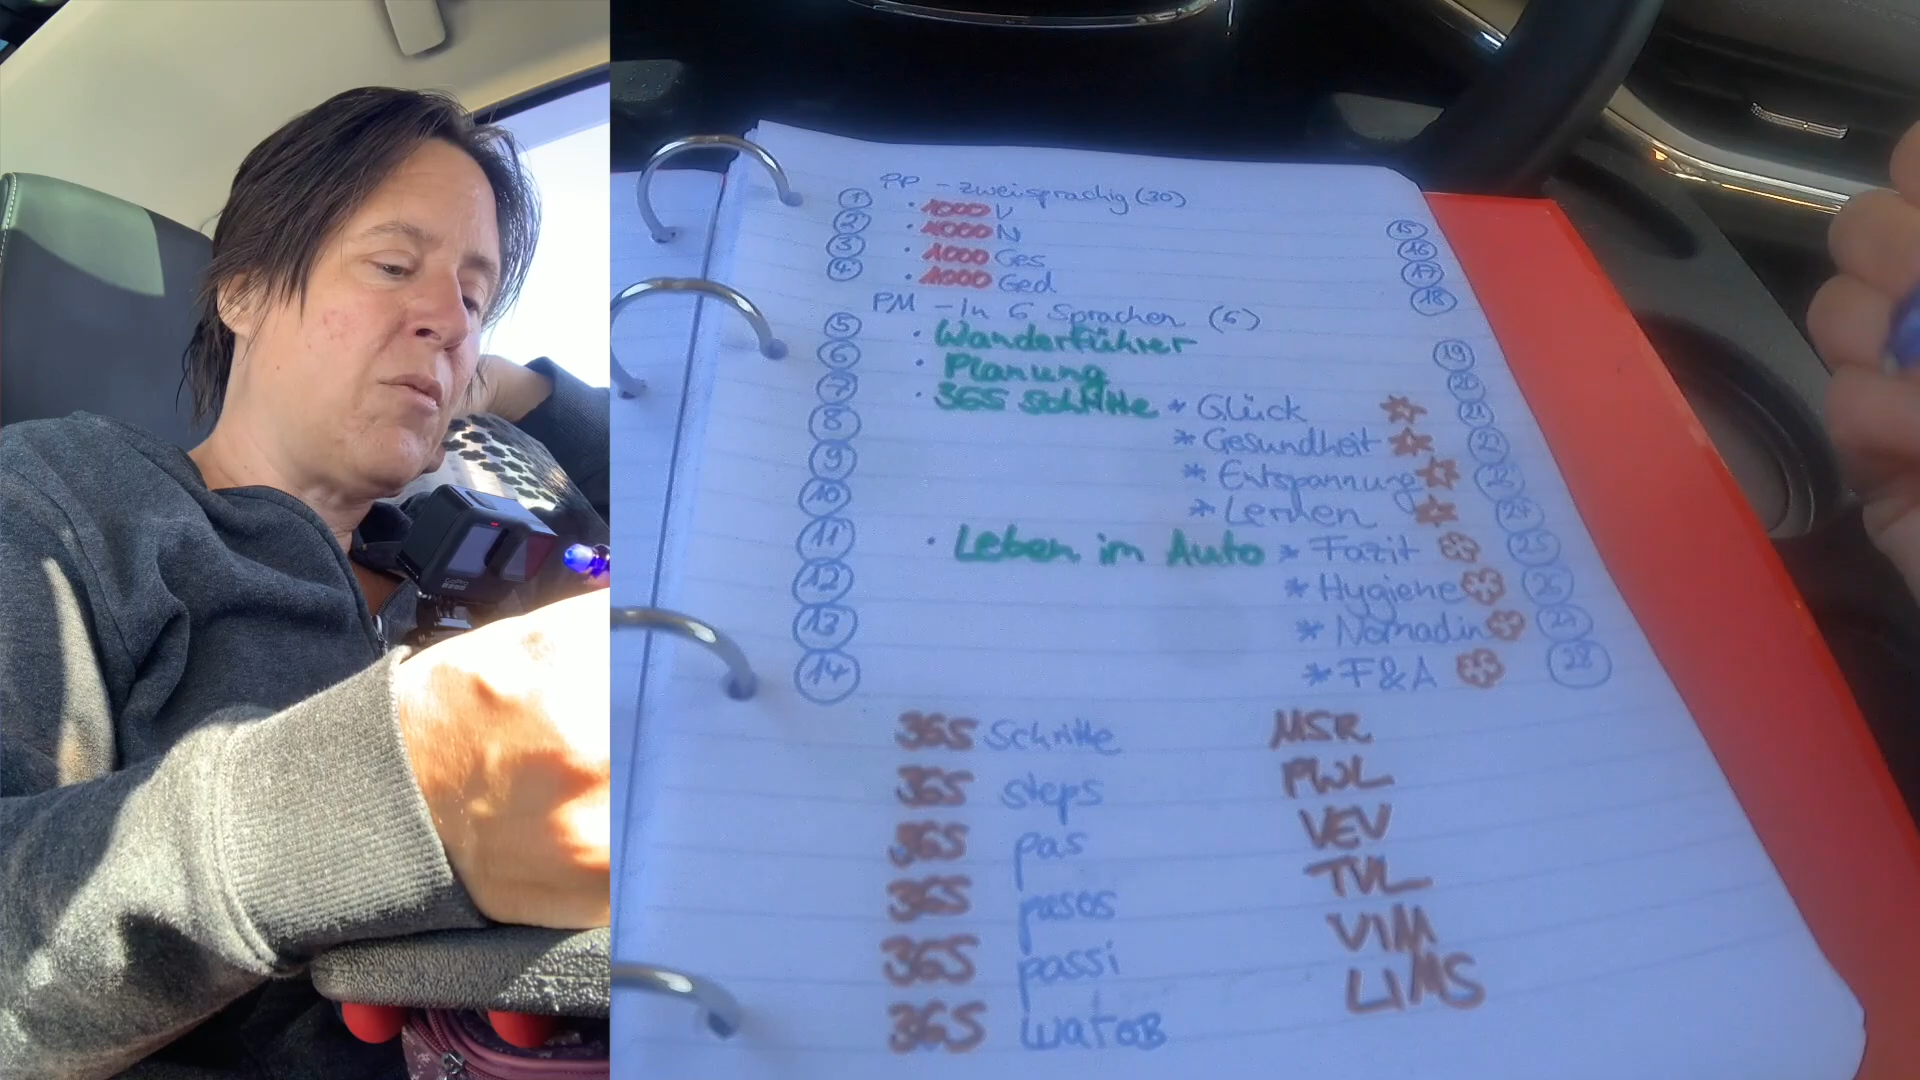 PP - zweisprachig (30)
1 · 1000 V 15
2 · 1000 N 16
3 · 1000 Ges 17
4 · 1000 Ged 18
PM - In 6 Sprachen (6)
5 · Wanderführer 19
6 · Planung 20
7 · 365 Schritte * Glück 21
8 * Gesundheit 22
9 * Entspannung 23
10 * Lernen 24
11 · Leben im Auto * Fazit 25
12 * Hygiene 26
13 * Nomadin 27
14 * F&A 28
365 Schritte MSR
365 steps PWL
365 pas VEV
365 pasos TVL
365 passi VIM
365 watoB LIMS
GoPro